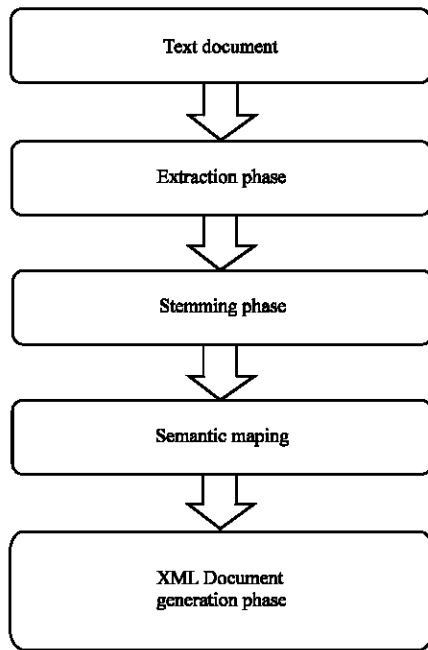 Text document
Extraction phase
Stemming phase
Semantic maping
XML Document
generation phase